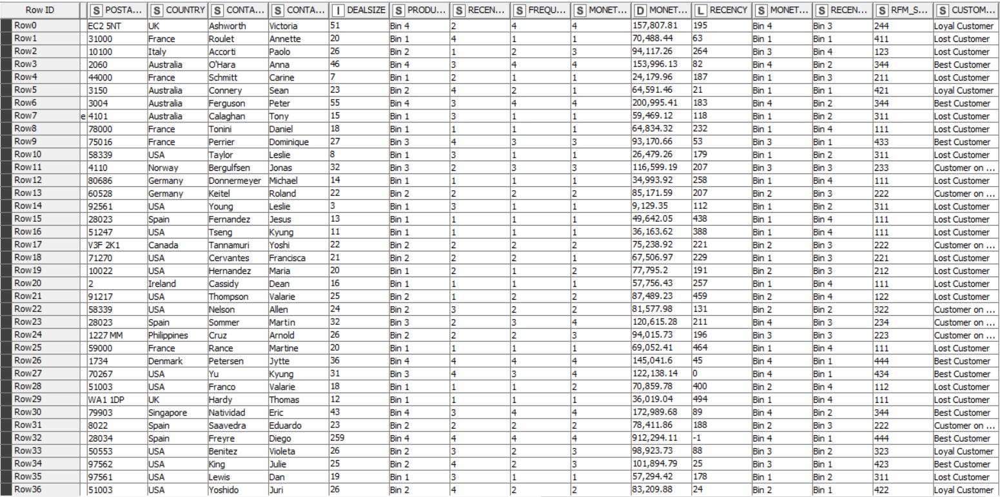 Row ID S POSTA... S COUNTRY S CONTA... S CONTA... I DEALSIZE S PRODU... S RECEN... S FREQU... S MONET... D MONET... L RECENCY S MONET... S RECEN... S RFM_S... S CUSTOM...
Row0 EC2 5NT UK Ashworth Victoria 51 Bin 4 2 4 4 157,807.81 195 Bin 4 Bin 3 244 Loyal Customer
Row1 31000 France Roulet Annette 20 Bin 1 4 1 1 70,488.44 63 Bin 1 Bin 1 411 Lost Customer
Row2 10100 Italy Accorti Paolo 26 Bin 2 1 2 3 94,117.26 264 Bin 3 Bin 4 123 Lost Customer
Row3 2060 Australia O'Hara Anna 46 Bin 4 3 4 4 153,996.13 82 Bin 4 Bin 2 344 Best Customer
Row4 44000 France Schmitt Carine 7 Bin 1 2 1 1 24,179.96 187 Bin 1 Bin 3 211 Lost Customer
Row5 3150 Australia Connery Sean 23 Bin 2 4 2 1 64,591.46 21 Bin 1 Bin 1 421 Loyal Customer
Row6 3004 Australia Ferguson Peter 55 Bin 4 3 4 4 200,995.41 183 Bin 4 Bin 2 344 Best Customer
Row7 e 4101 Australia Calaghan Tony 15 Bin 1 3 1 1 59,469.12 118 Bin 1 Bin 2 311 Lost Customer
Row8 78000 France Tonini Daniel 18 Bin 1 1 1 1 64,834.32 232 Bin 1 Bin 4 111 Lost Customer
Row9 75016 France Perrier Dominique 27 Bin 3 4 3 3 93,170.66 53 Bin 3 Bin 1 433 Best Customer
Row10 58339 USA Taylor Leslie 8 Bin 1 3 1 1 26,479.26 179 Bin 1 Bin 2 311 Lost Customer
Row11 4110 Norway Bergulfsen Jonas 32 Bin 3 2 3 3 116,599.19 207 Bin 3 Bin 3 233 Customer on ...
Row12 80686 Germany Donnermeyer Michael 14 Bin 1 1 1 1 34,993.92 258 Bin 1 Bin 4 111 Lost Customer
Row13 60528 Germany Keitel Roland 22 Bin 2 2 2 2 85,171.59 207 Bin 2 Bin 3 222 Customer on ...
Row14 92561 USA Young Leslie 3 Bin 1 3 1 1 9,129.35 112 Bin 1 Bin 2 311 Lost Customer
Row15 28023 Spain Fernandez Jesus 13 Bin 1 1 1 1 49,642.05 438 Bin 1 Bin 4 111 Lost Customer
Row16 51247 USA Tseng Kyung 11 Bin 1 1 1 1 36,163.62 388 Bin 1 Bin 4 111 Lost Customer
Row17 V3F 2K1 Canada Tannamuri Yoshi 22 Bin 2 2 2 2 75,238.92 221 Bin 2 Bin 3 222 Customer on ...
Row18 71270 USA Cervantes Francisca 21 Bin 2 2 2 1 67,506.97 229 Bin 1 Bin 3 221 Lost Customer
Row19 10022 USA Hernandez Maria 20 Bin 1 2 1 2 77,795.2 191 Bin 2 Bin 3 212 Lost Customer
Row20 2 Ireland Cassidy Dean 16 Bin 1 1 1 1 57,756.43 257 Bin 1 Bin 4 111 Lost Customer
Row21 91217 USA Thompson Valarie 25 Bin 2 1 2 2 87,489.23 459 Bin 2 Bin 4 122 Lost Customer
Row22 58339 USA Nelson Allen 24 Bin 2 3 2 2 81,577.98 131 Bin 2 Bin 2 322 Customer on ...
Row23 28023 Spain Sommer Martin 32 Bin 3 2 3 4 120,615.28 211 Bin 4 Bin 3 234 Customer on ...
Row24 1227 MM Philippines Cruz Arnold 26 Bin 2 2 2 3 94,015.73 196 Bin 3 Bin 3 223 Customer on ...
Row25 59000 France Rance Martine 20 Bin 1 1 1 1 69,052.41 464 Bin 1 Bin 4 111 Lost Customer
Row26 1734 Denmark Petersen Jytte 36 Bin 4 4 4 4 145,041.6 45 Bin 4 Bin 1 444 Best Customer
Row27 70267 USA Yu Kyung 31 Bin 3 4 3 4 122,138.14 0 Bin 4 Bin 1 434 Best Customer
Row28 51003 USA Franco Valarie 18 Bin 1 1 1 2 70,859.78 400 Bin 2 Bin 4 112 Lost Customer
Row29 WA1 1DP UK Hardy Thomas 12 Bin 1 1 1 1 36,019.04 494 Bin 1 Bin 4 111 Lost Customer
Row30 79903 Singapore Natividad Eric 43 Bin 4 3 4 4 172,989.68 89 Bin 4 Bin 2 344 Best Customer
Row31 8022 Spain Saavedra Eduardo 23 Bin 2 2 2 2 78,411.86 188 Bin 2 Bin 3 222 Customer on ...
Row32 28034 Spain Freyre Diego 259 Bin 4 4 4 4 912,294.11 -1 Bin 4 Bin 1 444 Best Customer
Row33 50553 USA Benitez Violeta 26 Bin 2 3 2 3 98,923.73 88 Bin 3 Bin 2 323 Loyal Customer
Row34 97562 USA King Julie 25 Bin 2 4 2 3 101,894.79 25 Bin 3 Bin 1 423 Best Customer
Row35 97561 USA Lewis Dan 19 Bin 1 3 1 1 57,294.42 178 Bin 1 Bin 2 311 Lost Customer
Row36 51003 USA Yoshido Juri 26 Bin 2 4 2 2 83,209.88 24 Bin 2 Bin 1 422 Loyal Customer